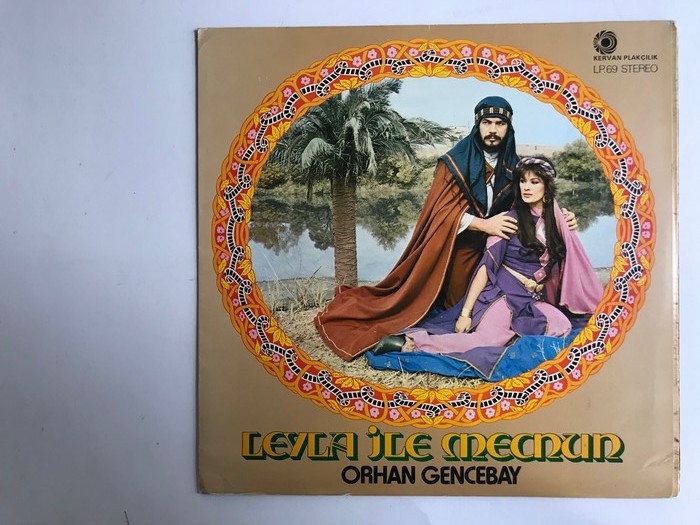 KERVAN PLAKÇILIK
LP.69 STEREO
LEYLA İLE MECNUN
ORHAN GENCEBAY